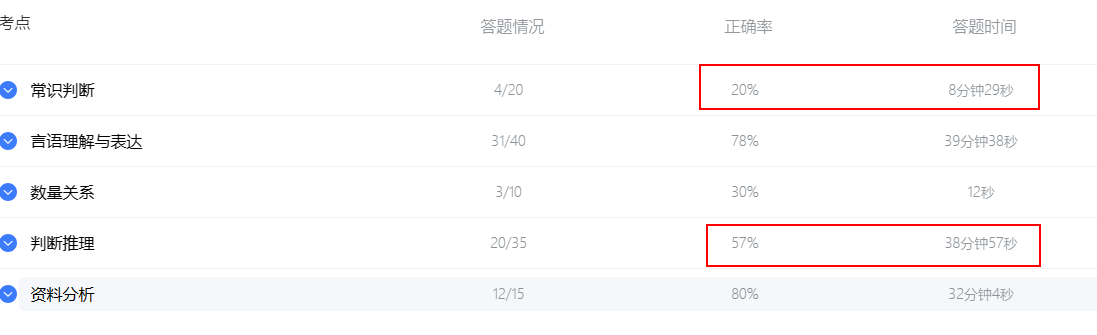 考点 答题情况 正确率 答题时间
常识判断 4/20 20% 8分钟29秒
言语理解与表达 31/40 78% 39分钟38秒
数量关系 3/10 30% 12秒
判断推理 20/35 57% 38分钟57秒
资料分析 12/15 80% 32分钟4秒